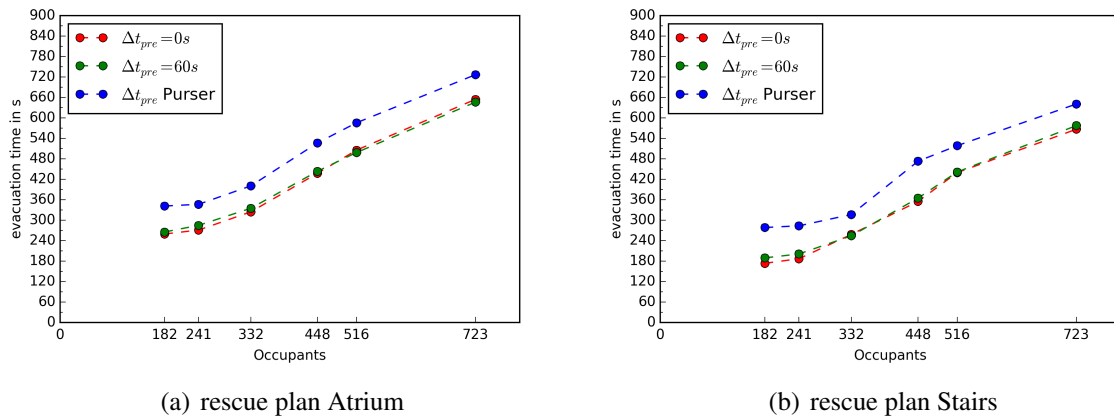 900
840
780
720
660
600
540
480
420
360
300
240
180
120
60
0
evacuation time in s
Δt_pre=0s
Δt_pre=60s
Δt_pre Purser
0 182 241 332 448 516 723
Occupants
(a) rescue plan Atrium
900
840
780
720
660
600
540
480
420
360
300
240
180
120
60
0
evacuation time in s
Δt_pre=0s
Δt_pre=60s
Δt_pre Purser
0 182 241 332 448 516 723
Occupants
(b) rescue plan Stairs